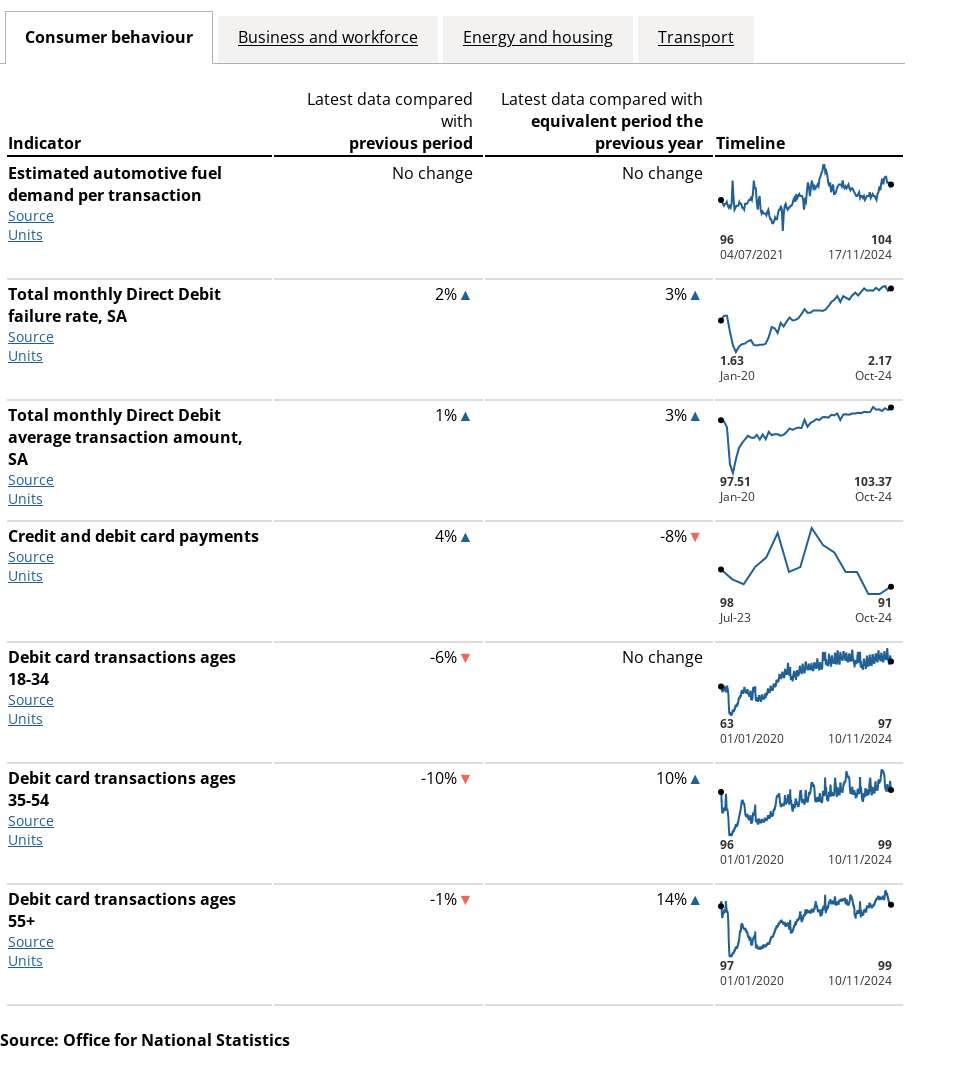 Consumer behaviour
Business and workforce
Energy and housing
Transport
Indicator
Latest data compared
with
previous period
Latest data compared with
equivalent period the
previous year
Timeline
Estimated automotive fuel
demand per transaction
Source
Units
No change
No change
96
104
04/07/2021
17/11/2024
Total monthly Direct Debit
failure rate, SA
Source
Units
2% ▲
3% ▲
1.63
2.17
Jan-20
Oct-24
Total monthly Direct Debit
average transaction amount,
SA
Source
Units
1% ▲
3% ▲
97.51
103.37
Jan-20
Oct-24
Credit and debit card payments
Source
Units
4% ▲
-8% ▼
98
91
Jul-23
Oct-24
Debit card transactions ages
18-34
Source
Units
-6% ▼
No change
63
97
01/01/2020
10/11/2024
Debit card transactions ages
35-54
Source
Units
-10% ▼
10% ▲
96
99
01/01/2020
10/11/2024
Debit card transactions ages
55+
Source
Units
-1% ▼
14% ▲
97
99
01/01/2020
10/11/2024
Source: Office for National Statistics